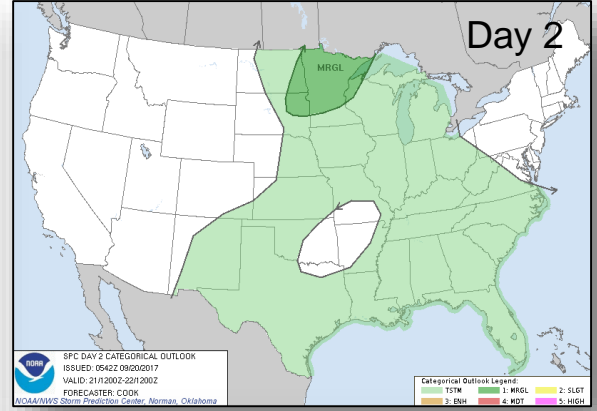 Day 2
MRGL
SPC DAY 2 CATEGORICAL OUTLOOK
ISSUED: 0542Z 09/20/2017
VALID: 21/1200Z-22/1200Z
FORECASTER: COOK
NOAA/NWS Storm Prediction Center, Norman, Oklahoma
NOAA
Categorical Outlook Legend:
TSTM 1: MRGL 2: SLGT
3: ENH 4: MDT 5: HIGH